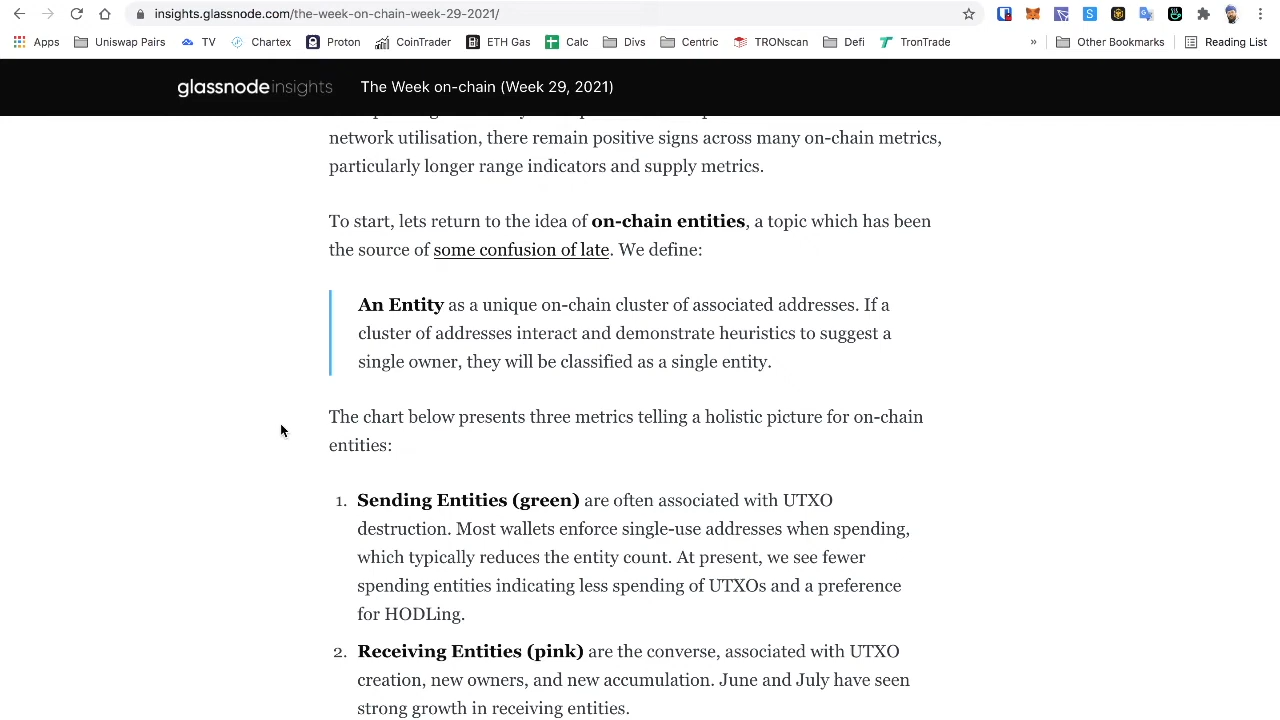 insights.glassnode.com/the-week-on-chain-week-29-2021/
Apps Uniswap Pairs TV Chartex Proton CoinTrader ETH Gas Calc Divs Centric TRONscan Defi TronTrade » Other Bookmarks Reading List
glassnodeinsights The Week on-chain (Week 29, 2021)
network utilisation, there remain positive signs across many on-chain metrics,
particularly longer range indicators and supply metrics.
To start, lets return to the idea of on-chain entities, a topic which has been
the source of some confusion of late. We define:
An Entity as a unique on-chain cluster of associated addresses. If a
cluster of addresses interact and demonstrate heuristics to suggest a
single owner, they will be classified as a single entity.
The chart below presents three metrics telling a holistic picture for on-chain
entities:
1. Sending Entities (green) are often associated with UTXO
destruction. Most wallets enforce single-use addresses when spending,
which typically reduces the entity count. At present, we see fewer
spending entities indicating less spending of UTXOs and a preference
for HODLing.
2. Receiving Entities (pink) are the converse, associated with UTXO
creation, new owners, and new accumulation. June and July have seen
strong growth in receiving entities.